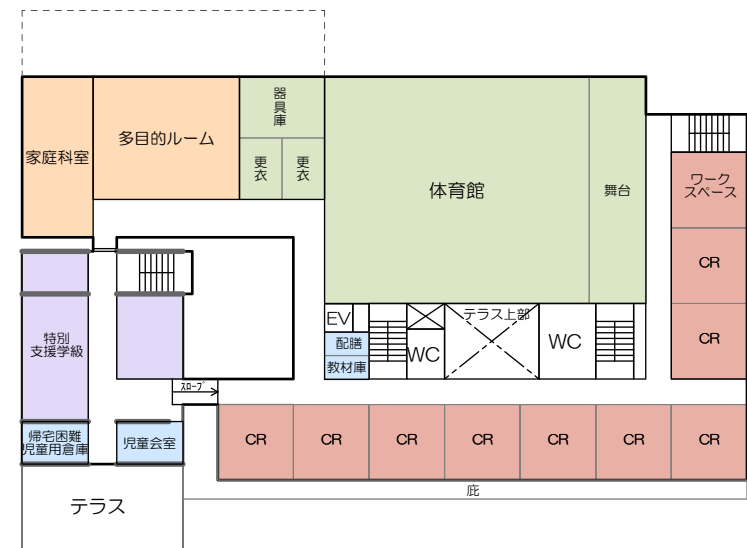 器具庫
家庭科室
多目的ルーム
更衣
更衣
体育館
舞台
ワーク
スペース
CR
CR
EV
配膳
教材庫
WC
テラス上部
WC
特別
支援学級
ｽﾛｰﾌﾟ
帰宅困難
児童用倉庫
児童会室
CR
CR
CR
CR
CR
CR
CR
庇
テラス